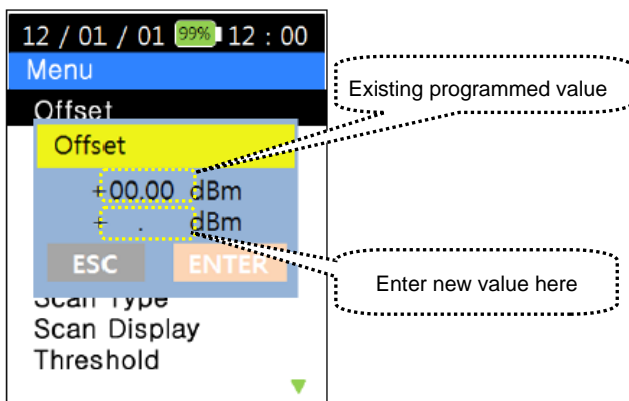 12 / 01 / 01 99% 12 : 00
Menu
Offset
Offset
+00.00 dBm
+ . dBm
ESC ENTER
Scan Type
Scan Display
Threshold
Existing programmed value
Enter new value here